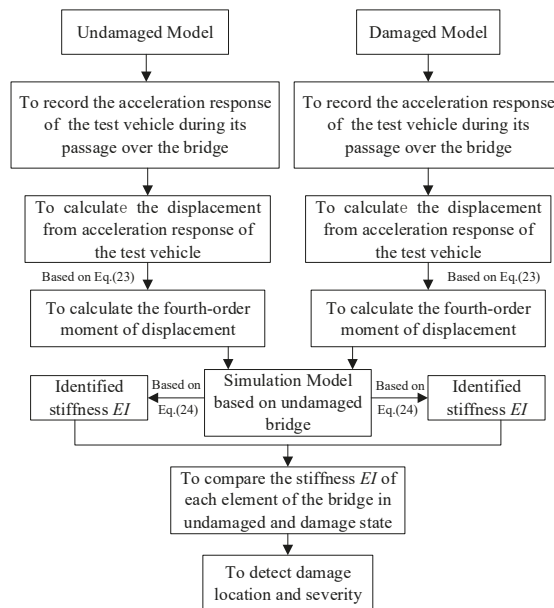 Undamaged Model
Damaged Model
To record the acceleration response
of the test vehicle during its
passage over the bridge
To record the acceleration response
of the test vehicle during its
passage over the bridge
To calculate the displacement
from acceleration response of
the test vehicle
To calculate the displacement
from acceleration response of
the test vehicle
Based on Eq.(23)
Based on Eq.(23)
To calculate the fourth-order
moment of displacement
To calculate the fourth-order
moment of displacement
Identified
stiffness EI
Based on
Eq.(24)
Simulation Model
based on undamaged
bridge
Based on
Eq.(24)
Identified
stiffness EI
To compare the stiffness EI of
each element of the bridge in
undamaged and damage state
To detect damage
location and severity